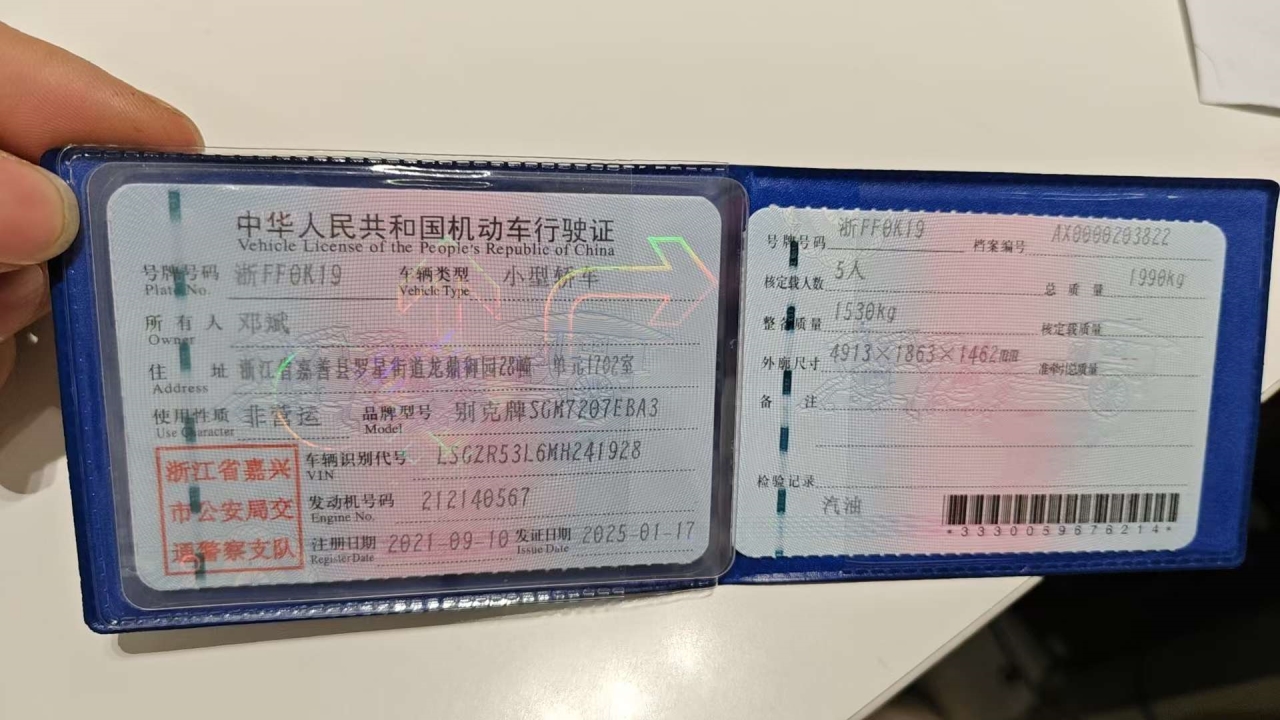 中华人民共和国机动车行驶证
Vehicle License of the People's Republic of China
号牌号码 浙FF0K19 车辆类型 小型轿车
Plate No. Vehicle Type
所有人 邓斌
Owner
住址 浙江省嘉善县罗星街道龙鼎御园28幢一单元1702室
Address
使用性质 非营运 品牌型号 别克牌SGM7207EBA3
Use Character Model
车辆识别代号 LSGZR53L6MH241928
VIN
发动机号码 212140567
Engine No.
注册日期 2021-09-10 发证日期 2025-01-17
Register Date Issue Date
浙江省嘉兴
市公安局交
通警察支队
号牌号码 浙FF0K19 档案编号 AX0000203822
核定载人数 5人 总质量 1990kg
整备质量 1530kg 核定载质量 --
外廓尺寸 4913×1863×1462mm 准牵引总质量 --
备注
检验记录
汽油
*3330059676214*